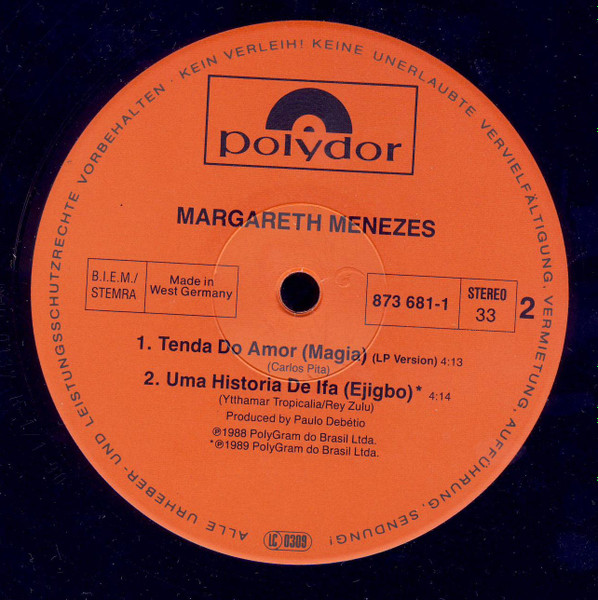 ALLE URHEBER- UND LEISTUNGSSCHUTZRECHTE VORBEHALTEN · KEIN VERLEIH! KEINE UNERLAUBTE VERVIELFÄLTIGUNG, VERMIETUNG, AUFFÜHRUNG, SENDUNG!
polydor
MARGARETH MENEZES
B.I.E.M./
STEMRA
Made in
West Germany
873 681-1
STEREO
33
2
1. Tenda Do Amor (Magia) (LP Version) 4:13
(Carlos Pita)
2. Uma Historia De Ifa (Ejigbo)* 4:14
(Ytthamar Tropicalia/Rey Zulu)
Produced by Paulo Debétio
℗1988 PolyGram do Brasil Ltda.
*℗1989 PolyGram do Brasil Ltda.
LC 0309